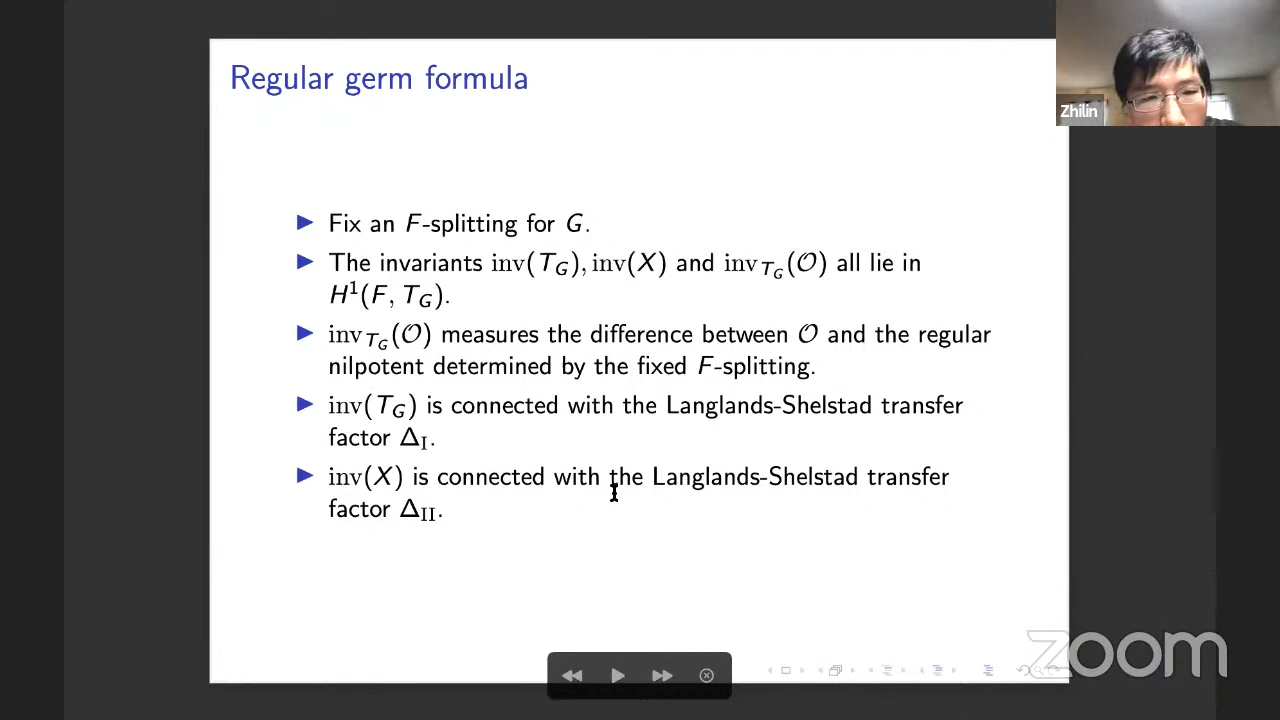 Regular germ formula
Zhilin
▶ Fix an F-splitting for G.
▶ The invariants inv(T_G), inv(X) and inv_{T_G}(𝒪) all lie in
H¹(F, T_G).
▶ inv_{T_G}(𝒪) measures the difference between 𝒪 and the regular
nilpotent determined by the fixed F-splitting.
▶ inv(T_G) is connected with the Langlands-Shelstad transfer
factor Δ_I.
▶ inv(X) is connected with the Langlands-Shelstad transfer
factor Δ_II.
zoom